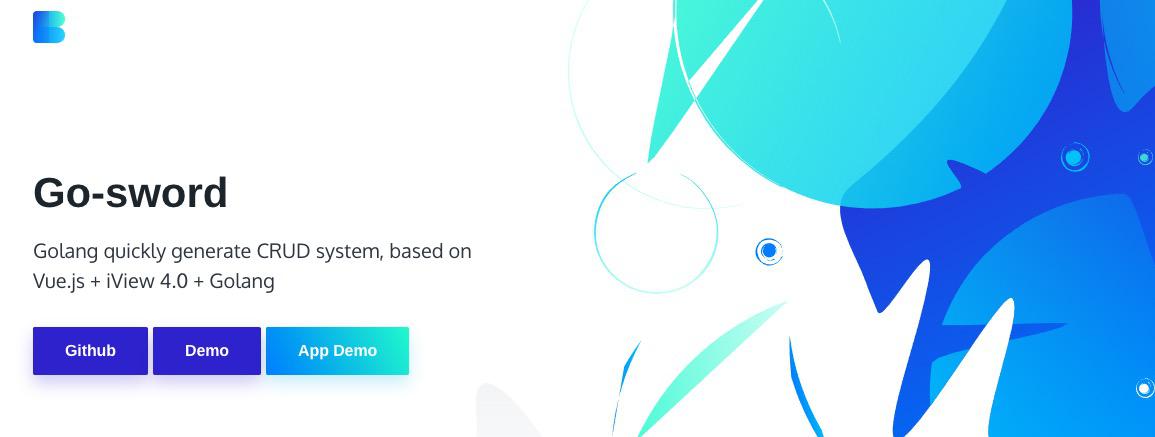 Go-sword
Golang quickly generate CRUD system, based on
Vue.js + iView 4.0 + Golang
Github Demo App Demo